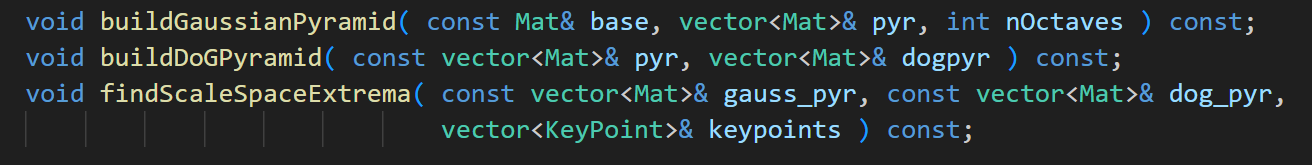 void buildGaussianPyramid( const Mat& base, vector<Mat>& pyr, int nOctaves ) const;
void buildDoGPyramid( const vector<Mat>& pyr, vector<Mat>& dogpyr ) const;
void findScaleSpaceExtrema( const vector<Mat>& gauss_pyr, const vector<Mat>& dog_pyr,
vector<KeyPoint>& keypoints ) const;